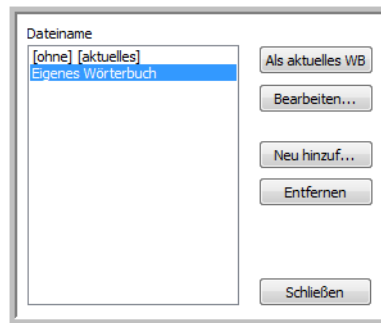 Dateiname
[ohne] [aktuelles]
Eigenes Wörterbuch
Als aktuelles WB
Bearbeiten...
Neu hinzuf...
Entfernen
Schließen